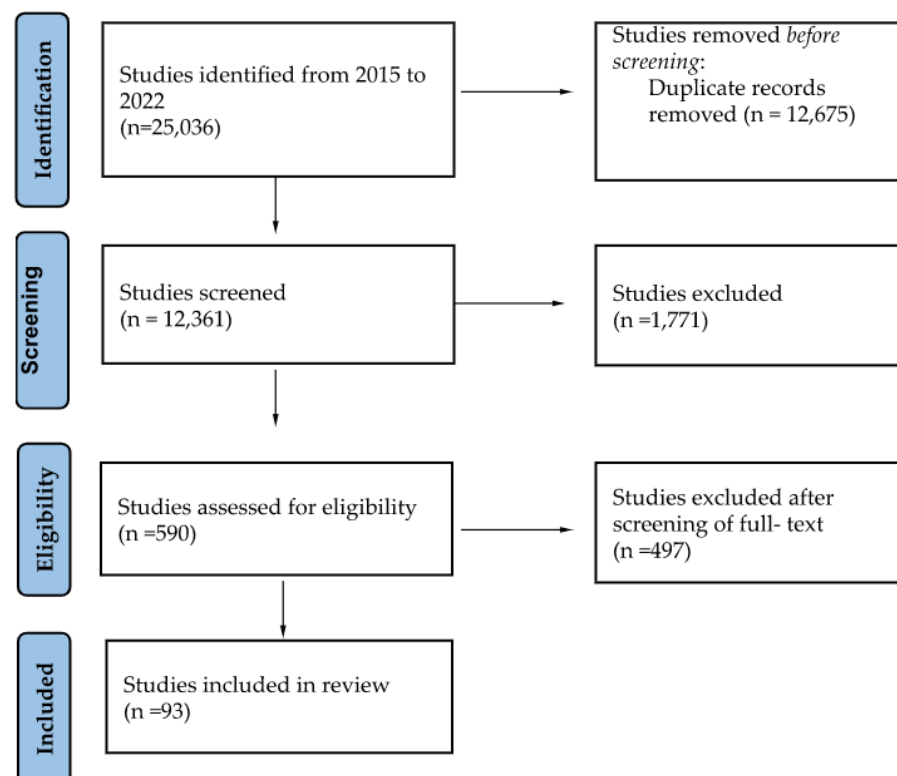 Identification
Studies identified from 2015 to
2022
(n=25,036)
Studies removed before
screening:
Duplicate records
removed (n = 12,675)
Screening
Studies screened
(n = 12,361)
Studies excluded
(n =1,771)
Eligibility
Studies assessed for eligibility
(n =590)
Studies excluded after
screening of full- text
(n =497)
Included
Studies included in review
(n =93)